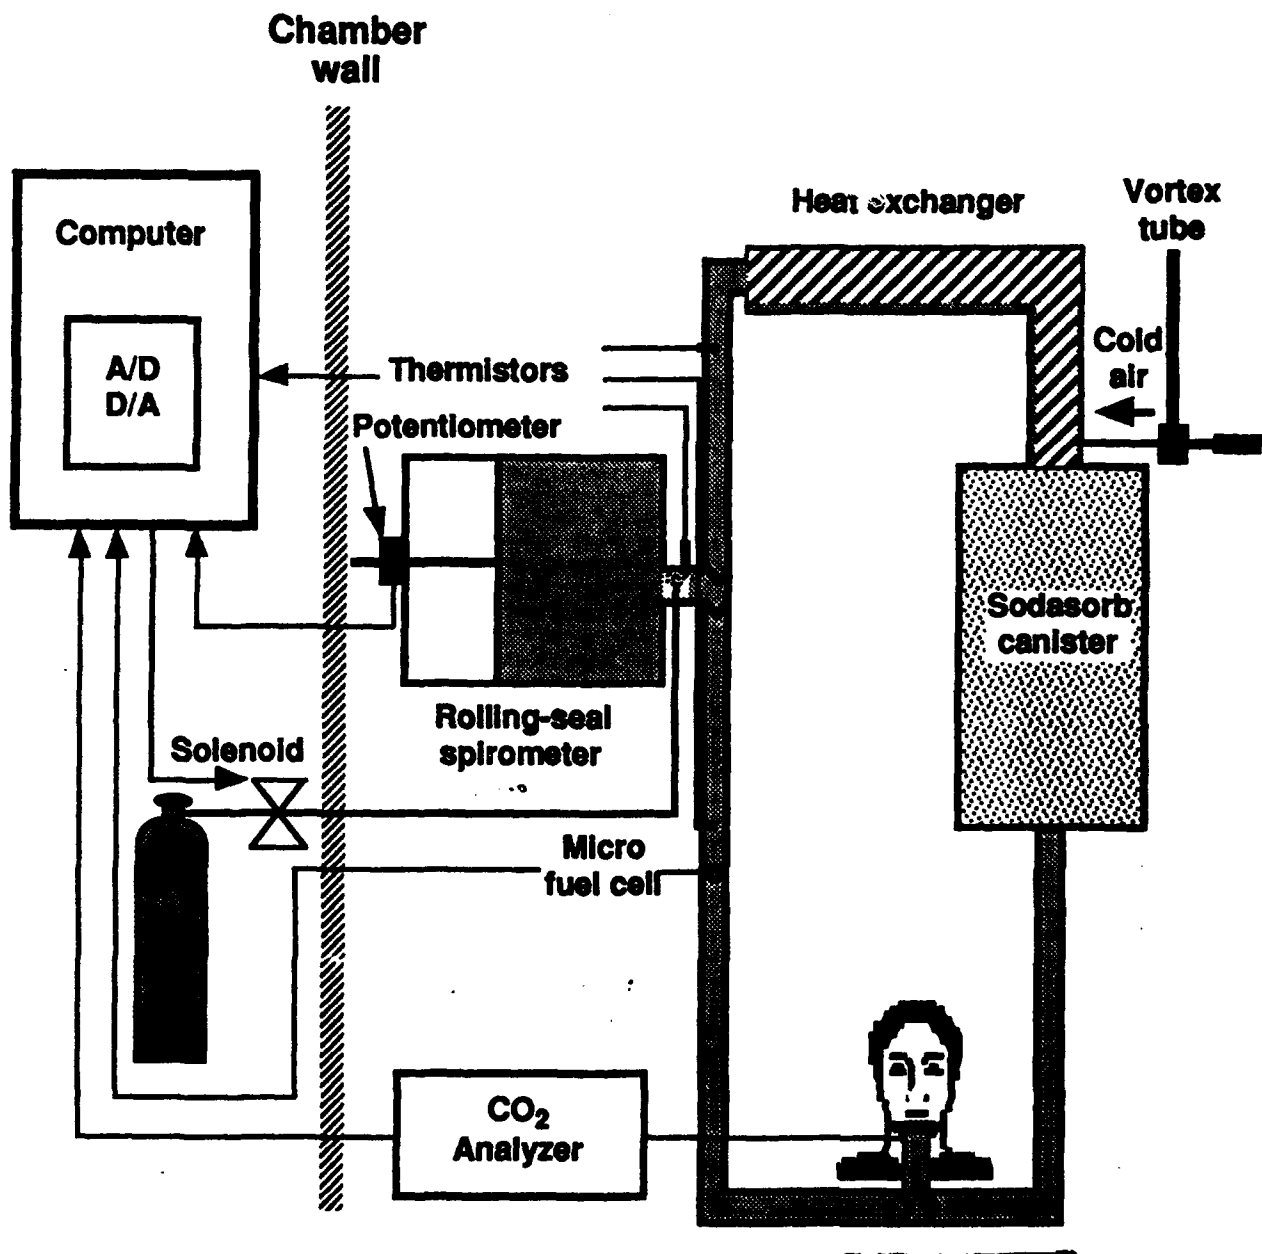 Chamber
wall
Heat exchanger
Vortex
tube
Computer
A/D
D/A
Cold
air
Thermistors
Potentiometer
Sodasorb
canister
Rolling-seal
spirometer
Solenoid
Micro
fuel cell
CO₂
Analyzer